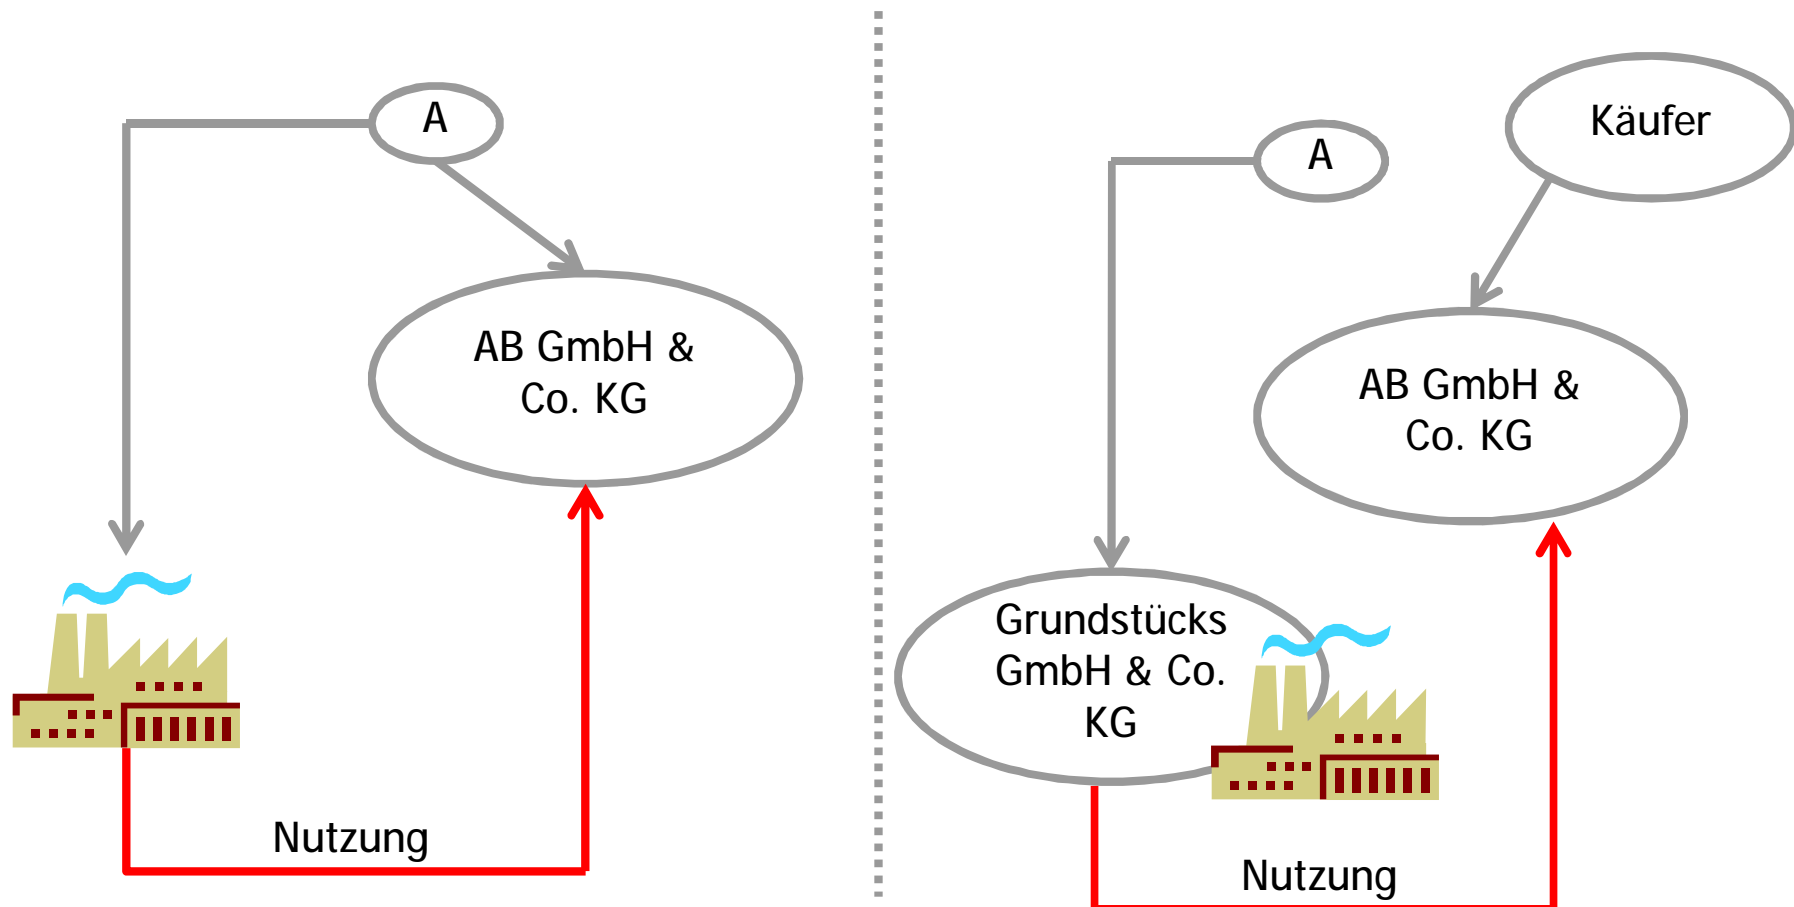 A
AB GmbH &
Co. KG
Nutzung
Käufer
A
AB GmbH &
Co. KG
Grundstücks
GmbH & Co.
KG
Nutzung